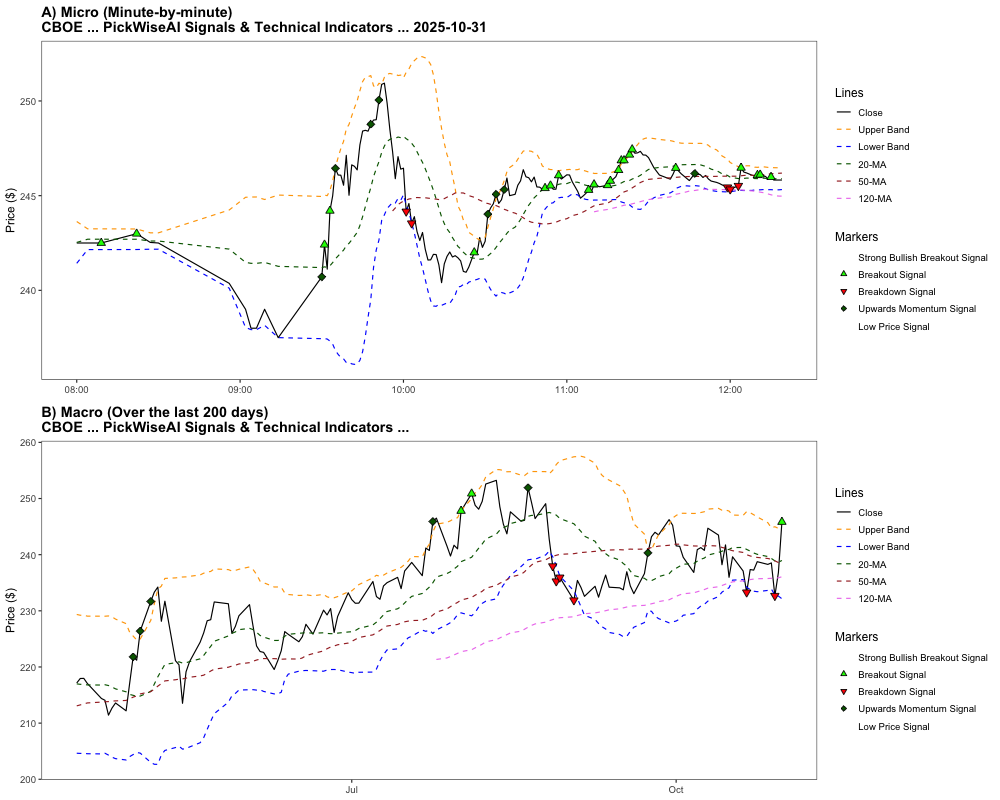 A) Micro (Minute-by-minute)
CBOE ... PickWiseAI Signals & Technical Indicators ... 2025-10-31
Price ($)
250
245
240
08:00
09:00
10:00
11:00
12:00
Lines
Close
Upper Band
Lower Band
20-MA
50-MA
120-MA
Markers
Strong Bullish Breakout Signal
Breakout Signal
Breakdown Signal
Upwards Momentum Signal
Low Price Signal
B) Macro (Over the last 200 days)
CBOE ... PickWiseAI Signals & Technical Indicators ...
Price ($)
260
250
240
230
220
210
200
Jul
Oct
Lines
Close
Upper Band
Lower Band
20-MA
50-MA
120-MA
Markers
Strong Bullish Breakout Signal
Breakout Signal
Breakdown Signal
Upwards Momentum Signal
Low Price Signal